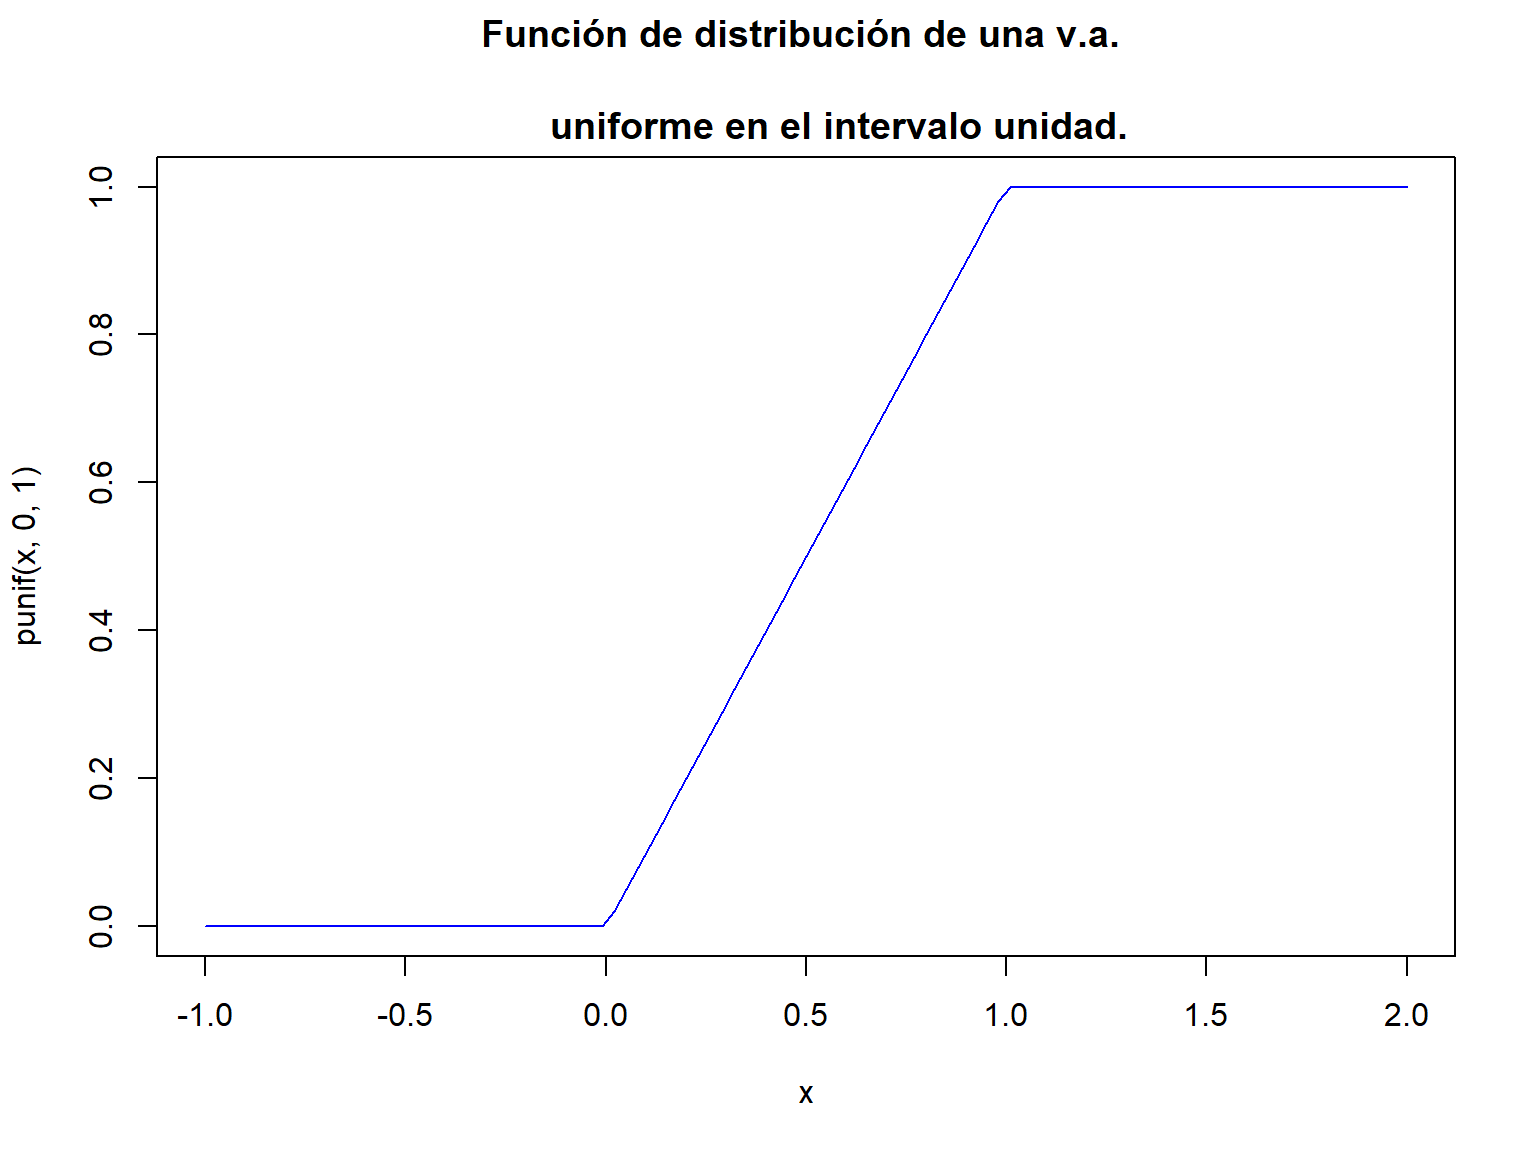 Función de distribución de una v.a.
uniforme en el intervalo unidad.
punif(x, 0, 1)
1.0
0.8
0.6
0.4
0.2
0.0
-1.0 -0.5 0.0 0.5 1.0 1.5 2.0
x